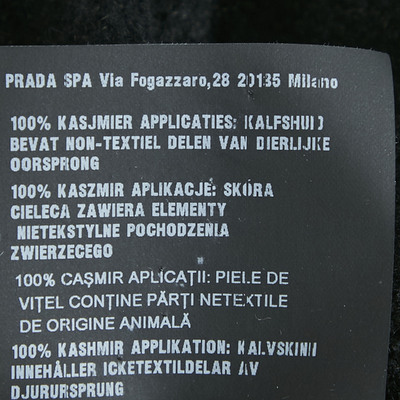 PRADA SPA Via Fogazzaro,28 20135 Milano
100% KASJMIER APPLICATIES: KALFSHUID
BEVAT NON-TEXTIEL DELEN VAN DIERLIJKE
OORSPRONG
100% KASZMIR APLIKACJE: SKÓRA
CIELECA ZAWIERA ELEMENTY
NIETEKSTYLNE POCHODZENIA
ZWIERZECEGO
100% CAŞMIR APLICAŢII: PIELE DE
VIŢEL CONŢINE PĂRŢI NETEXTILE
DE ORIGINE ANIMALĂ
100% KASHMIR APPLIKATION: KALVSKINN
INNEHÅLLER ICKETEXTILDELAR AV
DJURURSPRUNG